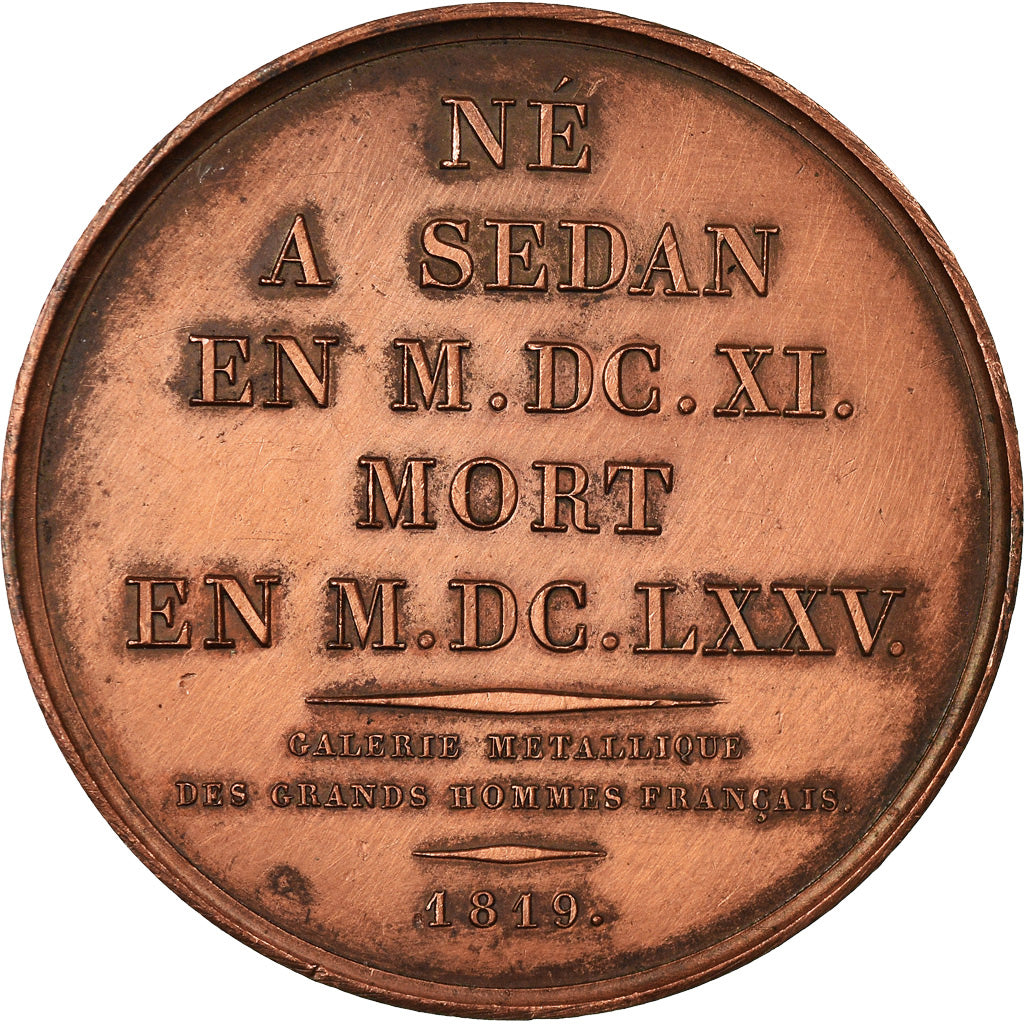 NÉ
A SEDAN
EN M.DC.XI.
MORT
EN M.DC.LXXV.
GALERIE METALLIQUE
DES GRANDS HOMMES FRANÇAIS.
1819.